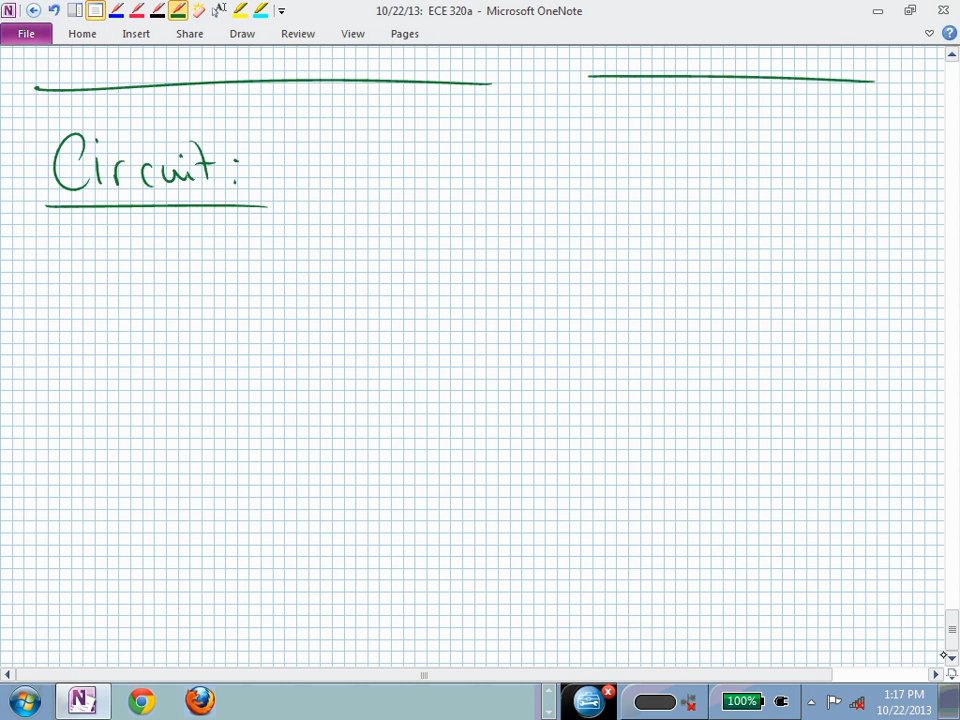 10/22/13: ECE 320a - Microsoft OneNote
File Home Insert Share Draw Review View Pages
Circuit:
100%
1:17 PM
10/22/2013